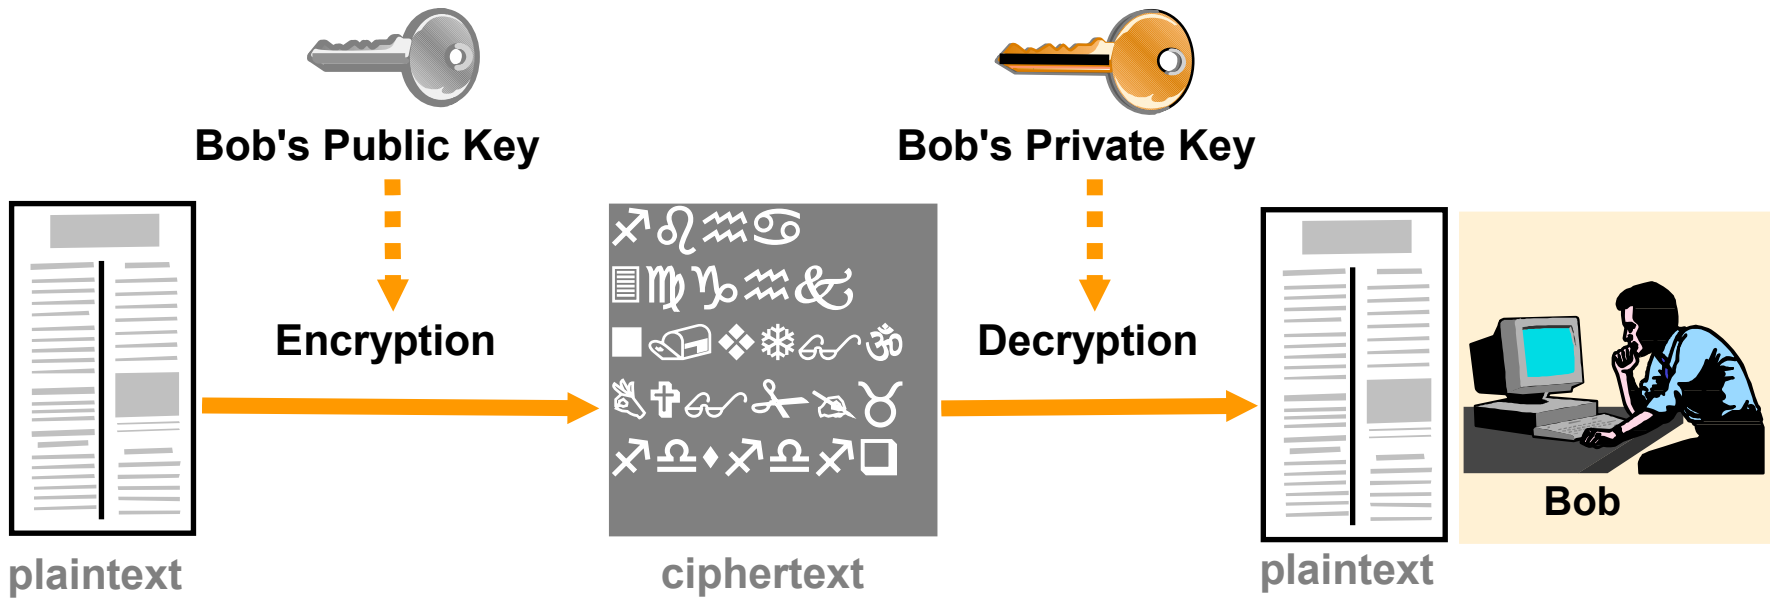 Bob's Public Key
Bob's Private Key
Encryption
Decryption
♐♌♒♋
🗏♍♑♒🙰
■📬❖❄👓🕉
👌✞👓✁✍♉
♐♎⬧♐♎♐❑
Bob
plaintext
ciphertext
plaintext